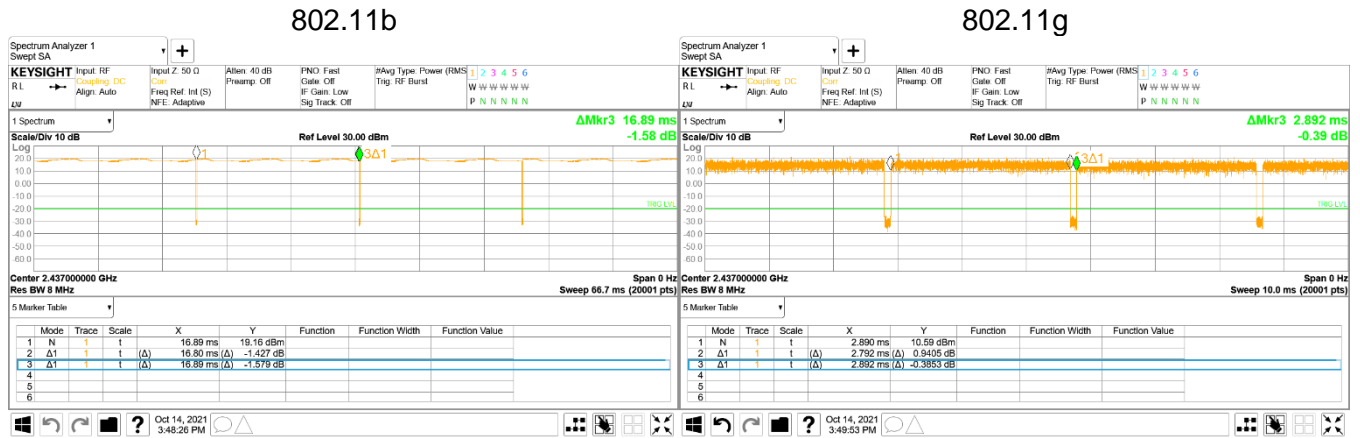 802.11b
Spectrum Analyzer 1
Swept SA
KEYSIGHT
R L
Input: RF
Coupling: DC
Align: Auto
Input Z: 50 Ω
Corr
Freq Ref: Int (S)
NFE: Adaptive
Atten: 40 dB
Preamp: Off
PNO: Fast
Gate: Off
IF Gain: Low
Sig Track: Off
#Avg Type: Power (RMS
Trig: RF Burst
1 2 3 4 5 6
W W W W W W
P N N N N N
1 Spectrum
ΔMkr3 16.89 ms
-1.58 dB
Scale/Div 10 dB
Ref Level 30.00 dBm
Log
1
3Δ1
20.0
10.0
0.00
-10.0
-20.0
TRIG LVL
-30.0
-40.0
-50.0
-60.0
Center 2.437000000 GHz
Span 0 Hz
Res BW 8 MHz
Sweep 66.7 ms (20001 pts)
5 Marker Table
Mode Trace Scale X Y Function Function Width Function Value
1 N 1 t 16.89 ms 19.16 dBm
2 Δ1 1 t (Δ) 16.80 ms (Δ) -1.427 dB
3 Δ1 1 t (Δ) 16.89 ms (Δ) -1.579 dB
4
5
6
?
Oct 14, 2021
3:48:26 PM
802.11g
Spectrum Analyzer 1
Swept SA
KEYSIGHT
R L
Input: RF
Coupling: DC
Align: Auto
Input Z: 50 Ω
Corr
Freq Ref: Int (S)
NFE: Adaptive
Atten: 40 dB
Preamp: Off
PNO: Fast
Gate: Off
IF Gain: Low
Sig Track: Off
#Avg Type: Power (RMS
Trig: RF Burst
1 2 3 4 5 6
W W W W W W
P N N N N N
1 Spectrum
ΔMkr3 2.892 ms
-0.39 dB
Scale/Div 10 dB
Ref Level 30.00 dBm
Log
3Δ1
20.0
10.0
0.00
-10.0
-20.0
TRIG LVL
-30.0
-40.0
-50.0
-60.0
Center 2.437000000 GHz
Span 0 Hz
Res BW 8 MHz
Sweep 10.0 ms (20001 pts)
5 Marker Table
Mode Trace Scale X Y Function Function Width Function Value
1 N 1 t 2.890 ms 10.59 dBm
2 Δ1 1 t (Δ) 2.792 ms (Δ) 0.9405 dB
3 Δ1 1 t (Δ) 2.892 ms (Δ) -0.3853 dB
4
5
6
?
Oct 14, 2021
3:49:53 PM